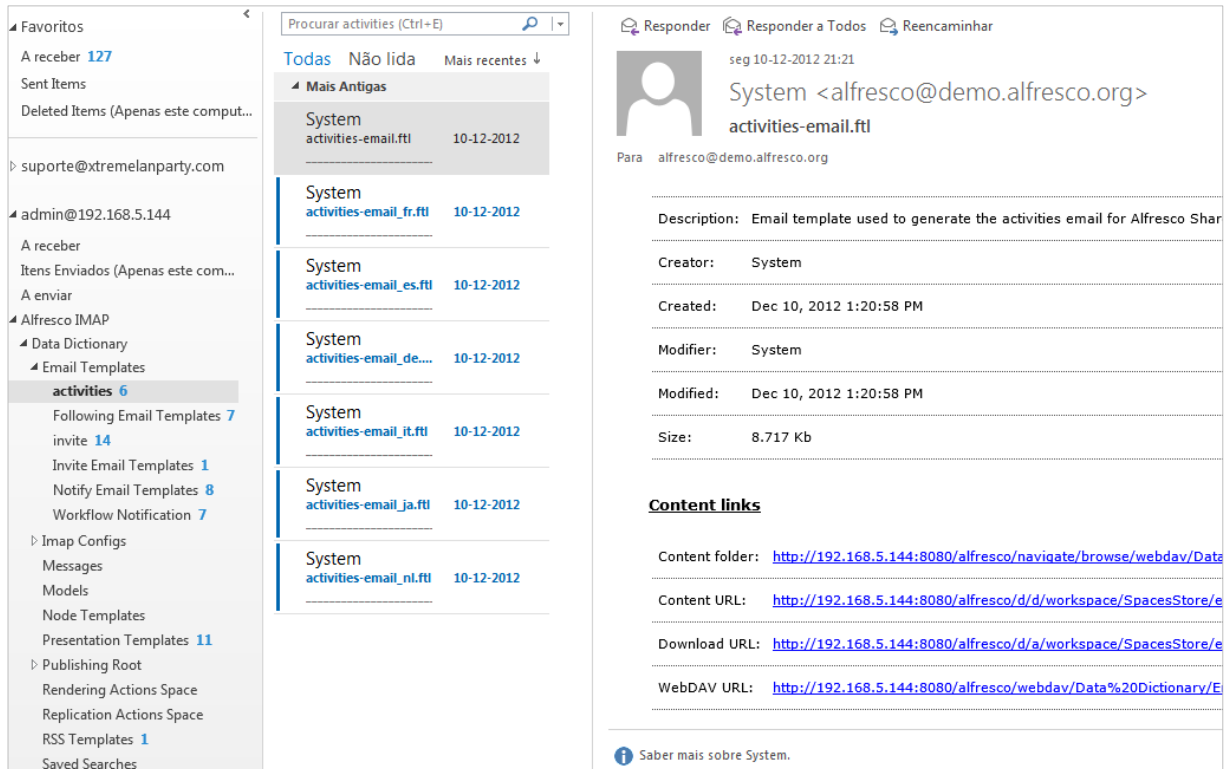 Favoritos
A receber 127
Sent Items
Deleted Items (Apenas este comput...
suporte@xtremelanparty.com
admin@192.168.5.144
A receber
Itens Enviados (Apenas este com...
A enviar
Alfresco IMAP
Data Dictionary
Email Templates
activities 6
Following Email Templates 7
invite 14
Invite Email Templates 1
Notify Email Templates 8
Workflow Notification 7
Imap Configs
Messages
Models
Node Templates
Presentation Templates 11
Publishing Root
Rendering Actions Space
Replication Actions Space
RSS Templates 1
Saved Searches
Procurar activities (Ctrl+E)
Todas Não lida Mais recentes ↓
Mais Antigas
System
activities-email.ftl 10-12-2012
System
activities-email_fr.ftl 10-12-2012
System
activities-email_es.ftl 10-12-2012
System
activities-email_de.... 10-12-2012
System
activities-email_it.ftl 10-12-2012
System
activities-email_ja.ftl 10-12-2012
System
activities-email_nl.ftl 10-12-2012
Responder Responder a Todos Reencaminhar
seg 10-12-2012 21:21
System <alfresco@demo.alfresco.org>
activities-email.ftl
Para alfresco@demo.alfresco.org
Description: Email template used to generate the activities email for Alfresco Shar
Creator: System
Created: Dec 10, 2012 1:20:58 PM
Modifier: System
Modified: Dec 10, 2012 1:20:58 PM
Size: 8.717 Kb
Content links
Content folder: http://192.168.5.144:8080/alfresco/navigate/browse/webdav/Data
Content URL: http://192.168.5.144:8080/alfresco/d/d/workspace/SpacesStore/e
Download URL: http://192.168.5.144:8080/alfresco/d/a/workspace/SpacesStore/e
WebDAV URL: http://192.168.5.144:8080/alfresco/webdav/Data%20Dictionary/E
Saber mais sobre System.